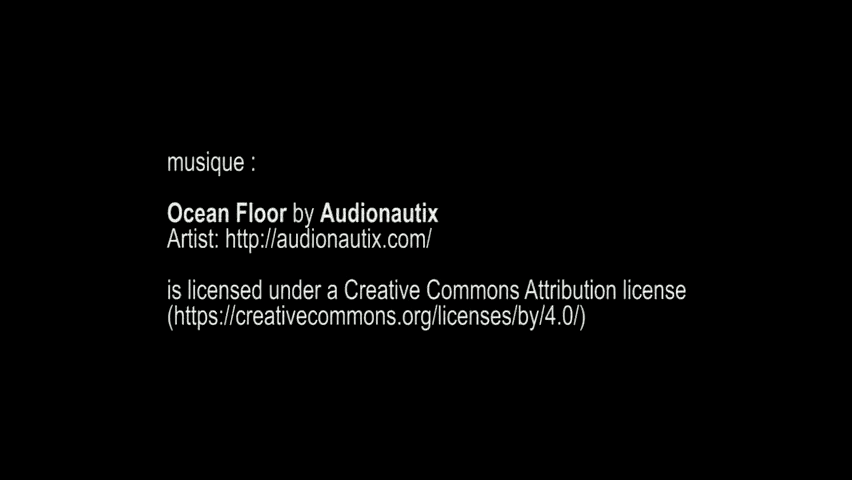 musique :
Ocean Floor by Audionautix
Artist: http://audionautix.com/
is licensed under a Creative Commons Attribution license
(https://creativecommons.org/licenses/by/4.0/)